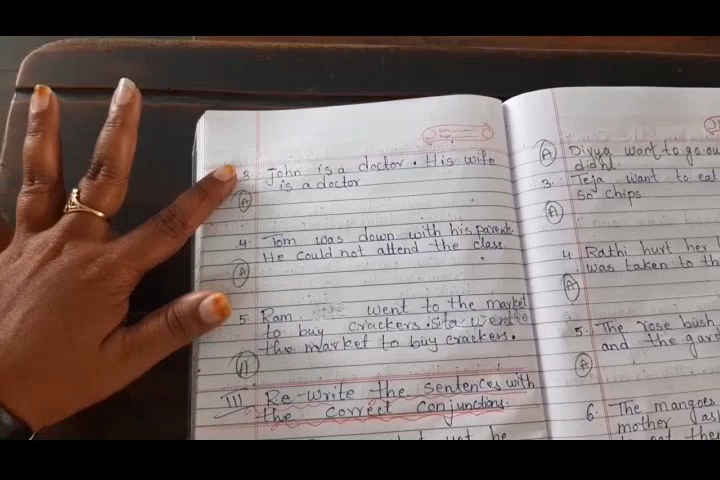 3. John is a doctor. His wife
is a doctor
A
4. Tom was down with his parents.
He could not attend the class.
A
5. Ram went to the market
to buy crackers. Sita went to
the market to buy crackers.
A
III Re-write the sentences with
the correct conjunctions.
A Divya want to go ou
didnt.
3. Teja want to eat
So chips
A
4. Rathi hurt her
was taken to th
A
5. The rose bush
and the gard
A
6. The mangoes
mother as